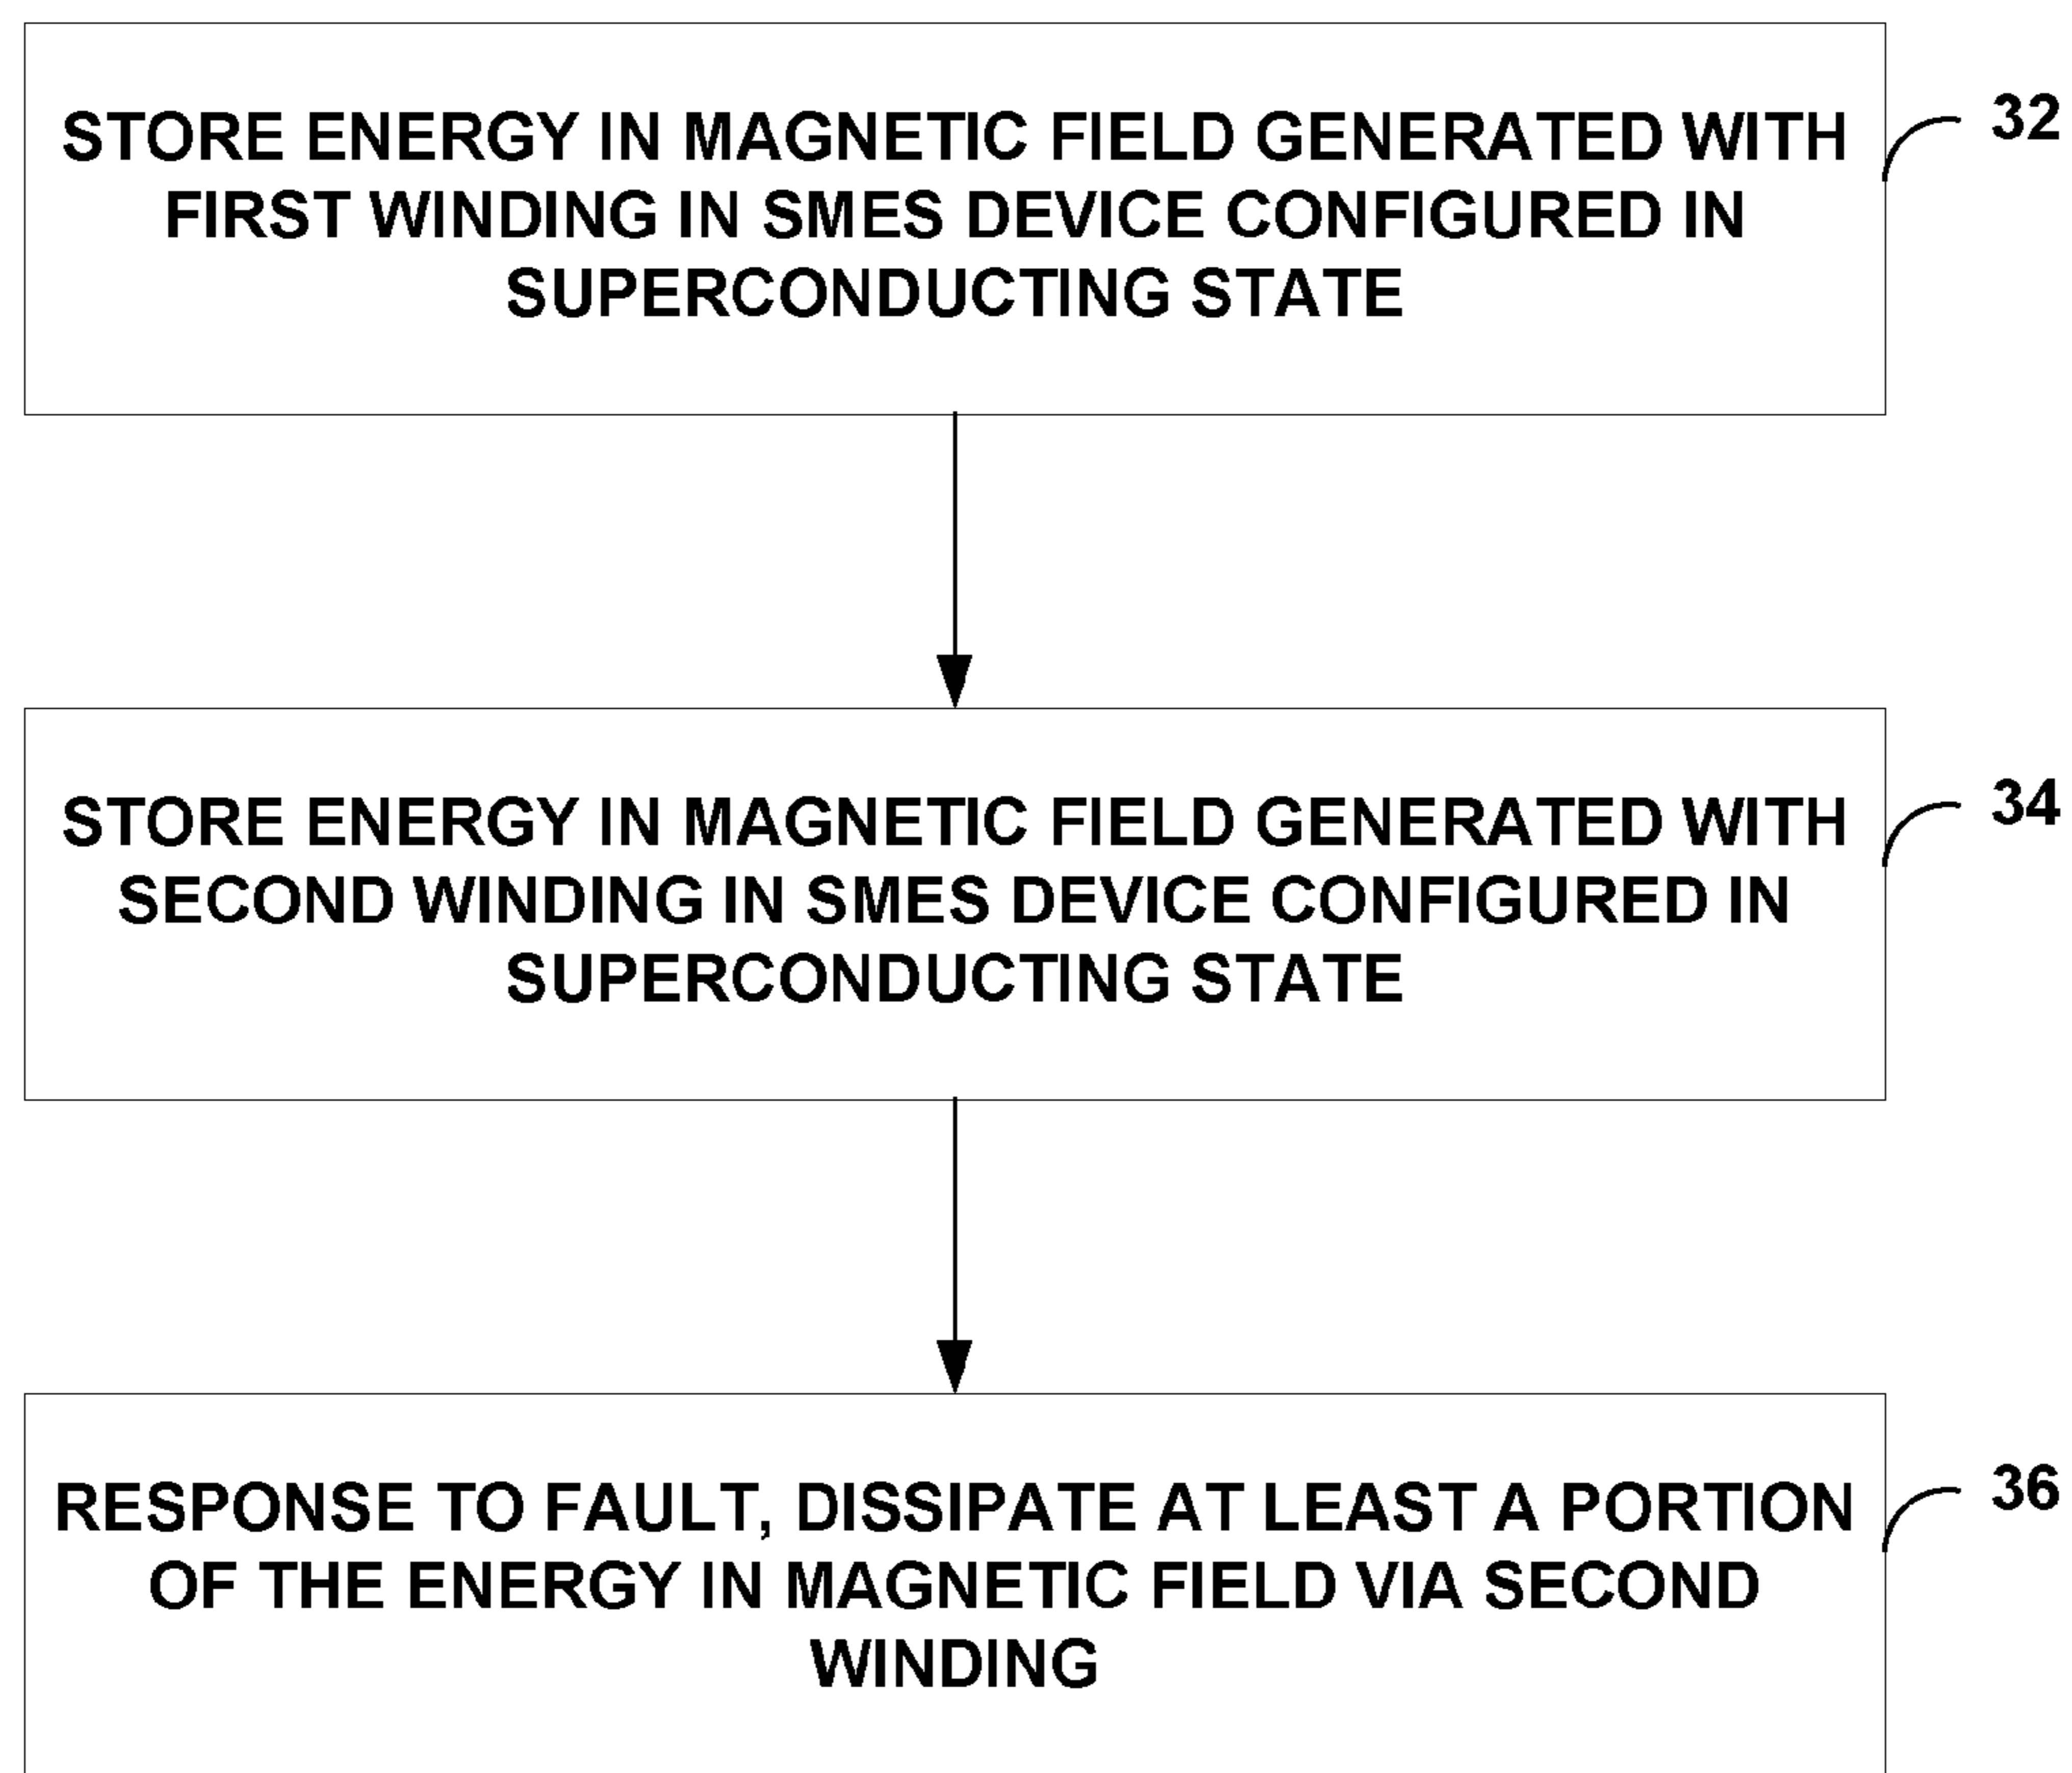 STORE ENERGY IN MAGNETIC FIELD GENERATED WITH
FIRST WINDING IN SMES DEVICE CONFIGURED IN
SUPERCONDUCTING STATE
32
STORE ENERGY IN MAGNETIC FIELD GENERATED WITH
SECOND WINDING IN SMES DEVICE CONFIGURED IN
SUPERCONDUCTING STATE
34
RESPONSE TO FAULT, DISSIPATE AT LEAST A PORTION
OF THE ENERGY IN MAGNETIC FIELD VIA SECOND
WINDING
36